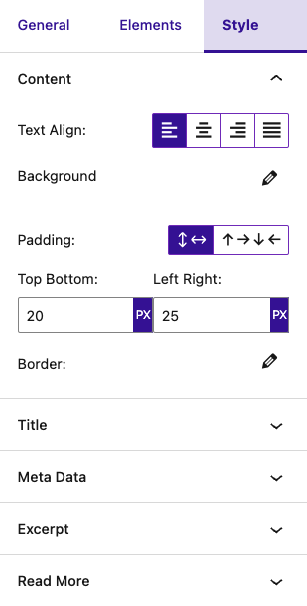 General Elements Style
Content
Text Align:
Background
Padding:
Top Bottom: Left Right:
20 PX 25 PX
Border:
Title
Meta Data
Excerpt
Read More